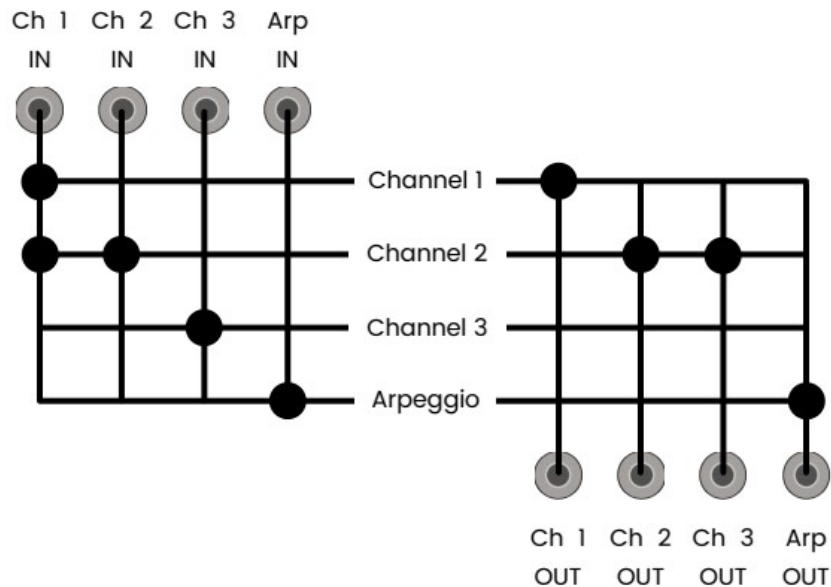 Ch 1 Ch 2 Ch 3 Arp
IN IN IN IN
Channel 1
Channel 2
Channel 3
Arpeggio
Ch 1 Ch 2 Ch 3 Arp
OUT OUT OUT OUT